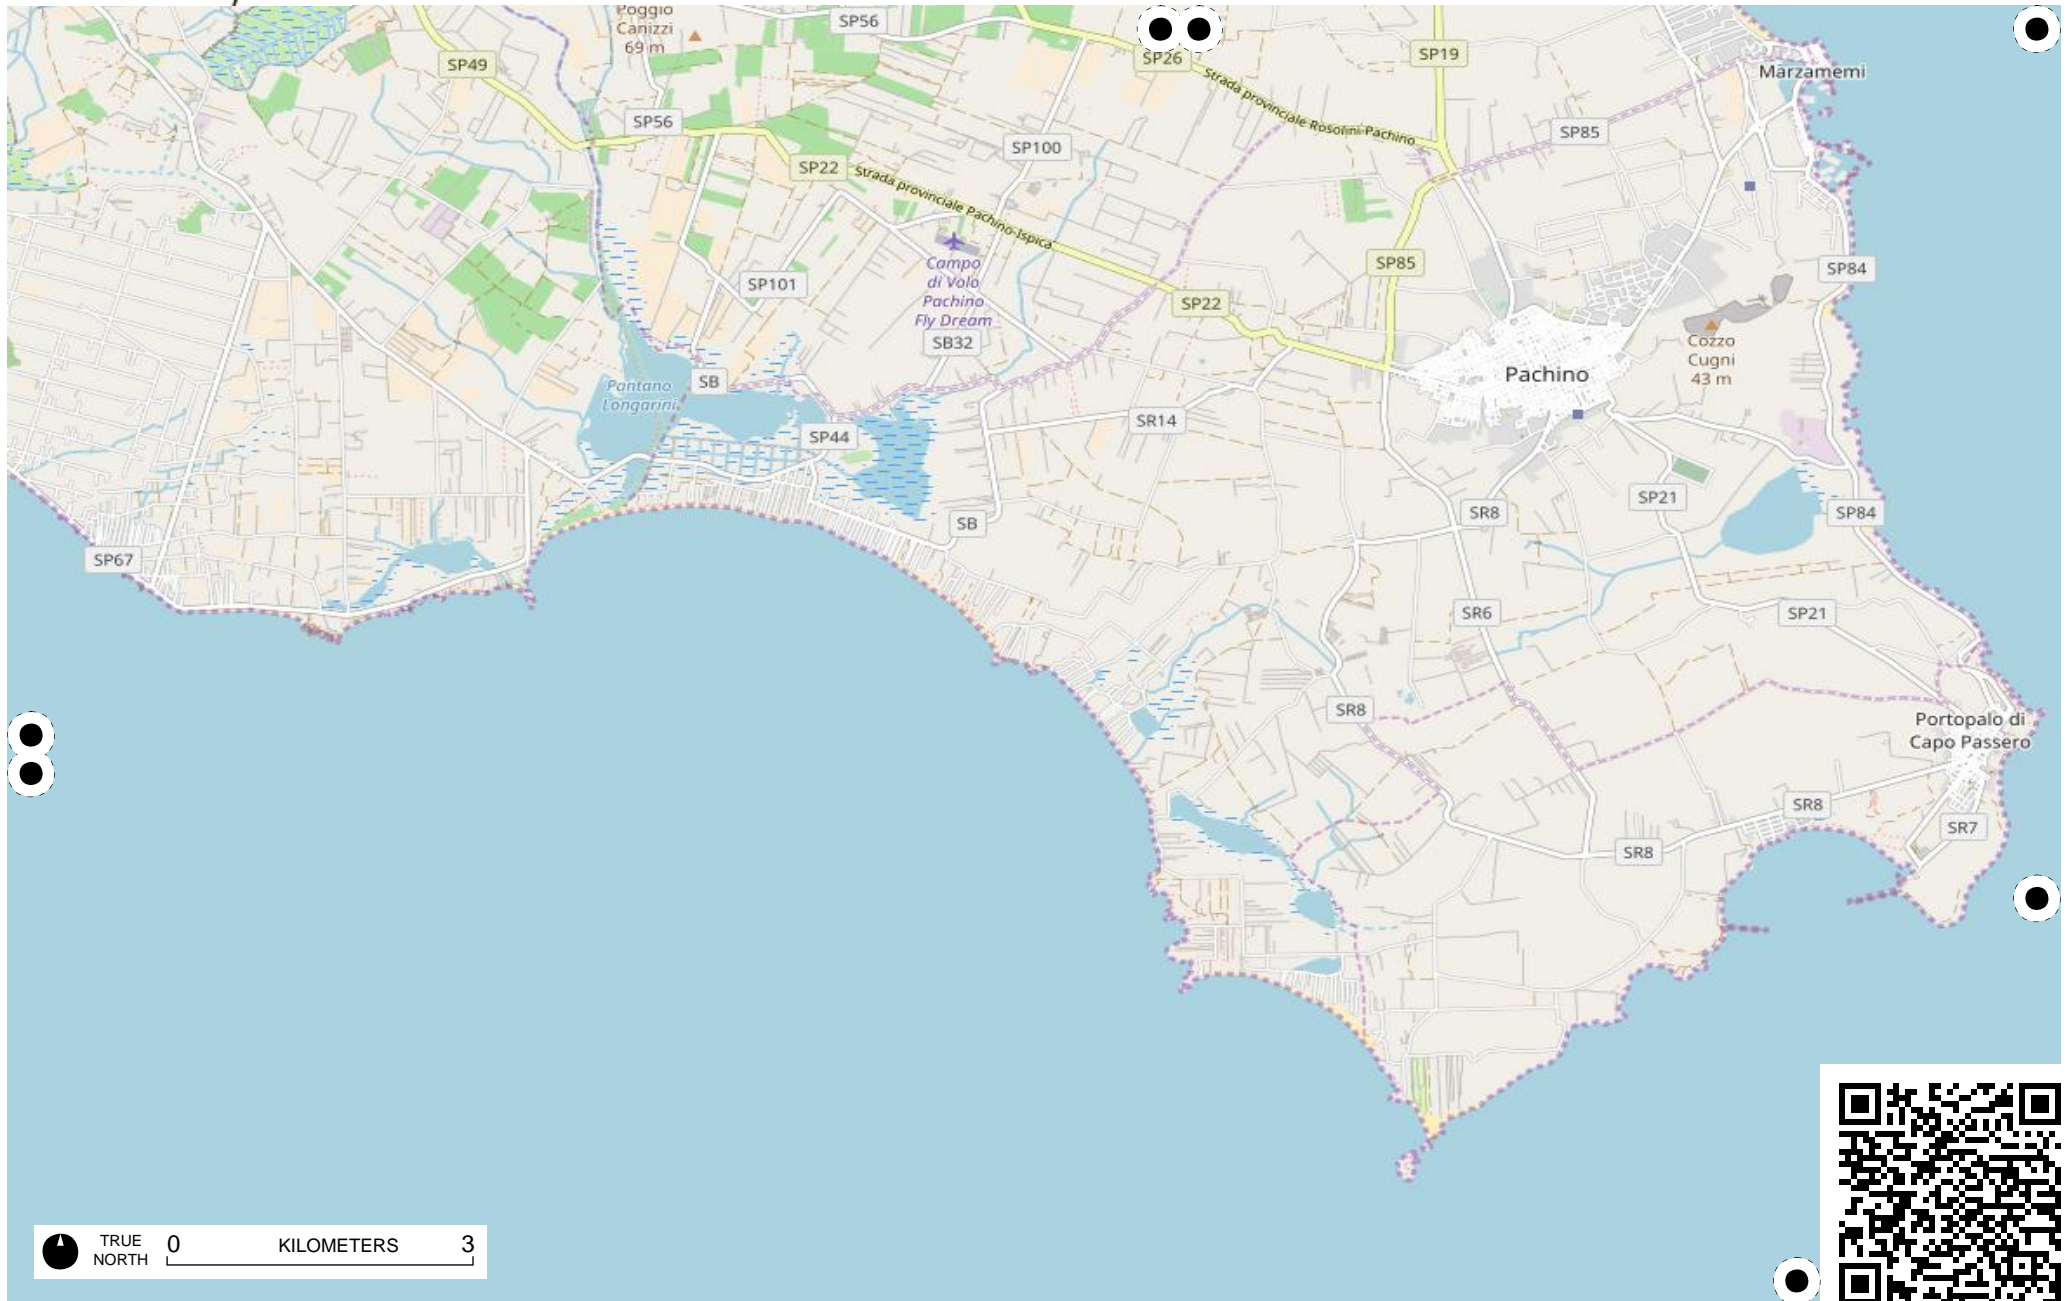 Poggio
Canizzi
69 m
SP56
SP49
SP26
SP19
Marzamemi
Strada provinciale Rosolini-Pachino
SP56
SP85
SP100
SP22
Strada provinciale Pachino-Ispica
SP85
SP84
Campo
di Volo
Pachino
Fly Dream
SP101
SP22
SB32
Cozzo
Cugni
43 m
Pachino
SB
Pantano
Longarini
SR14
SP44
SP21
SR8
SP84
SB
SP67
SR6
SP21
SR8
Portopalo di
Capo Passero
SR8
SR7
SR8
TRUE
NORTH
0 KILOMETERS 3